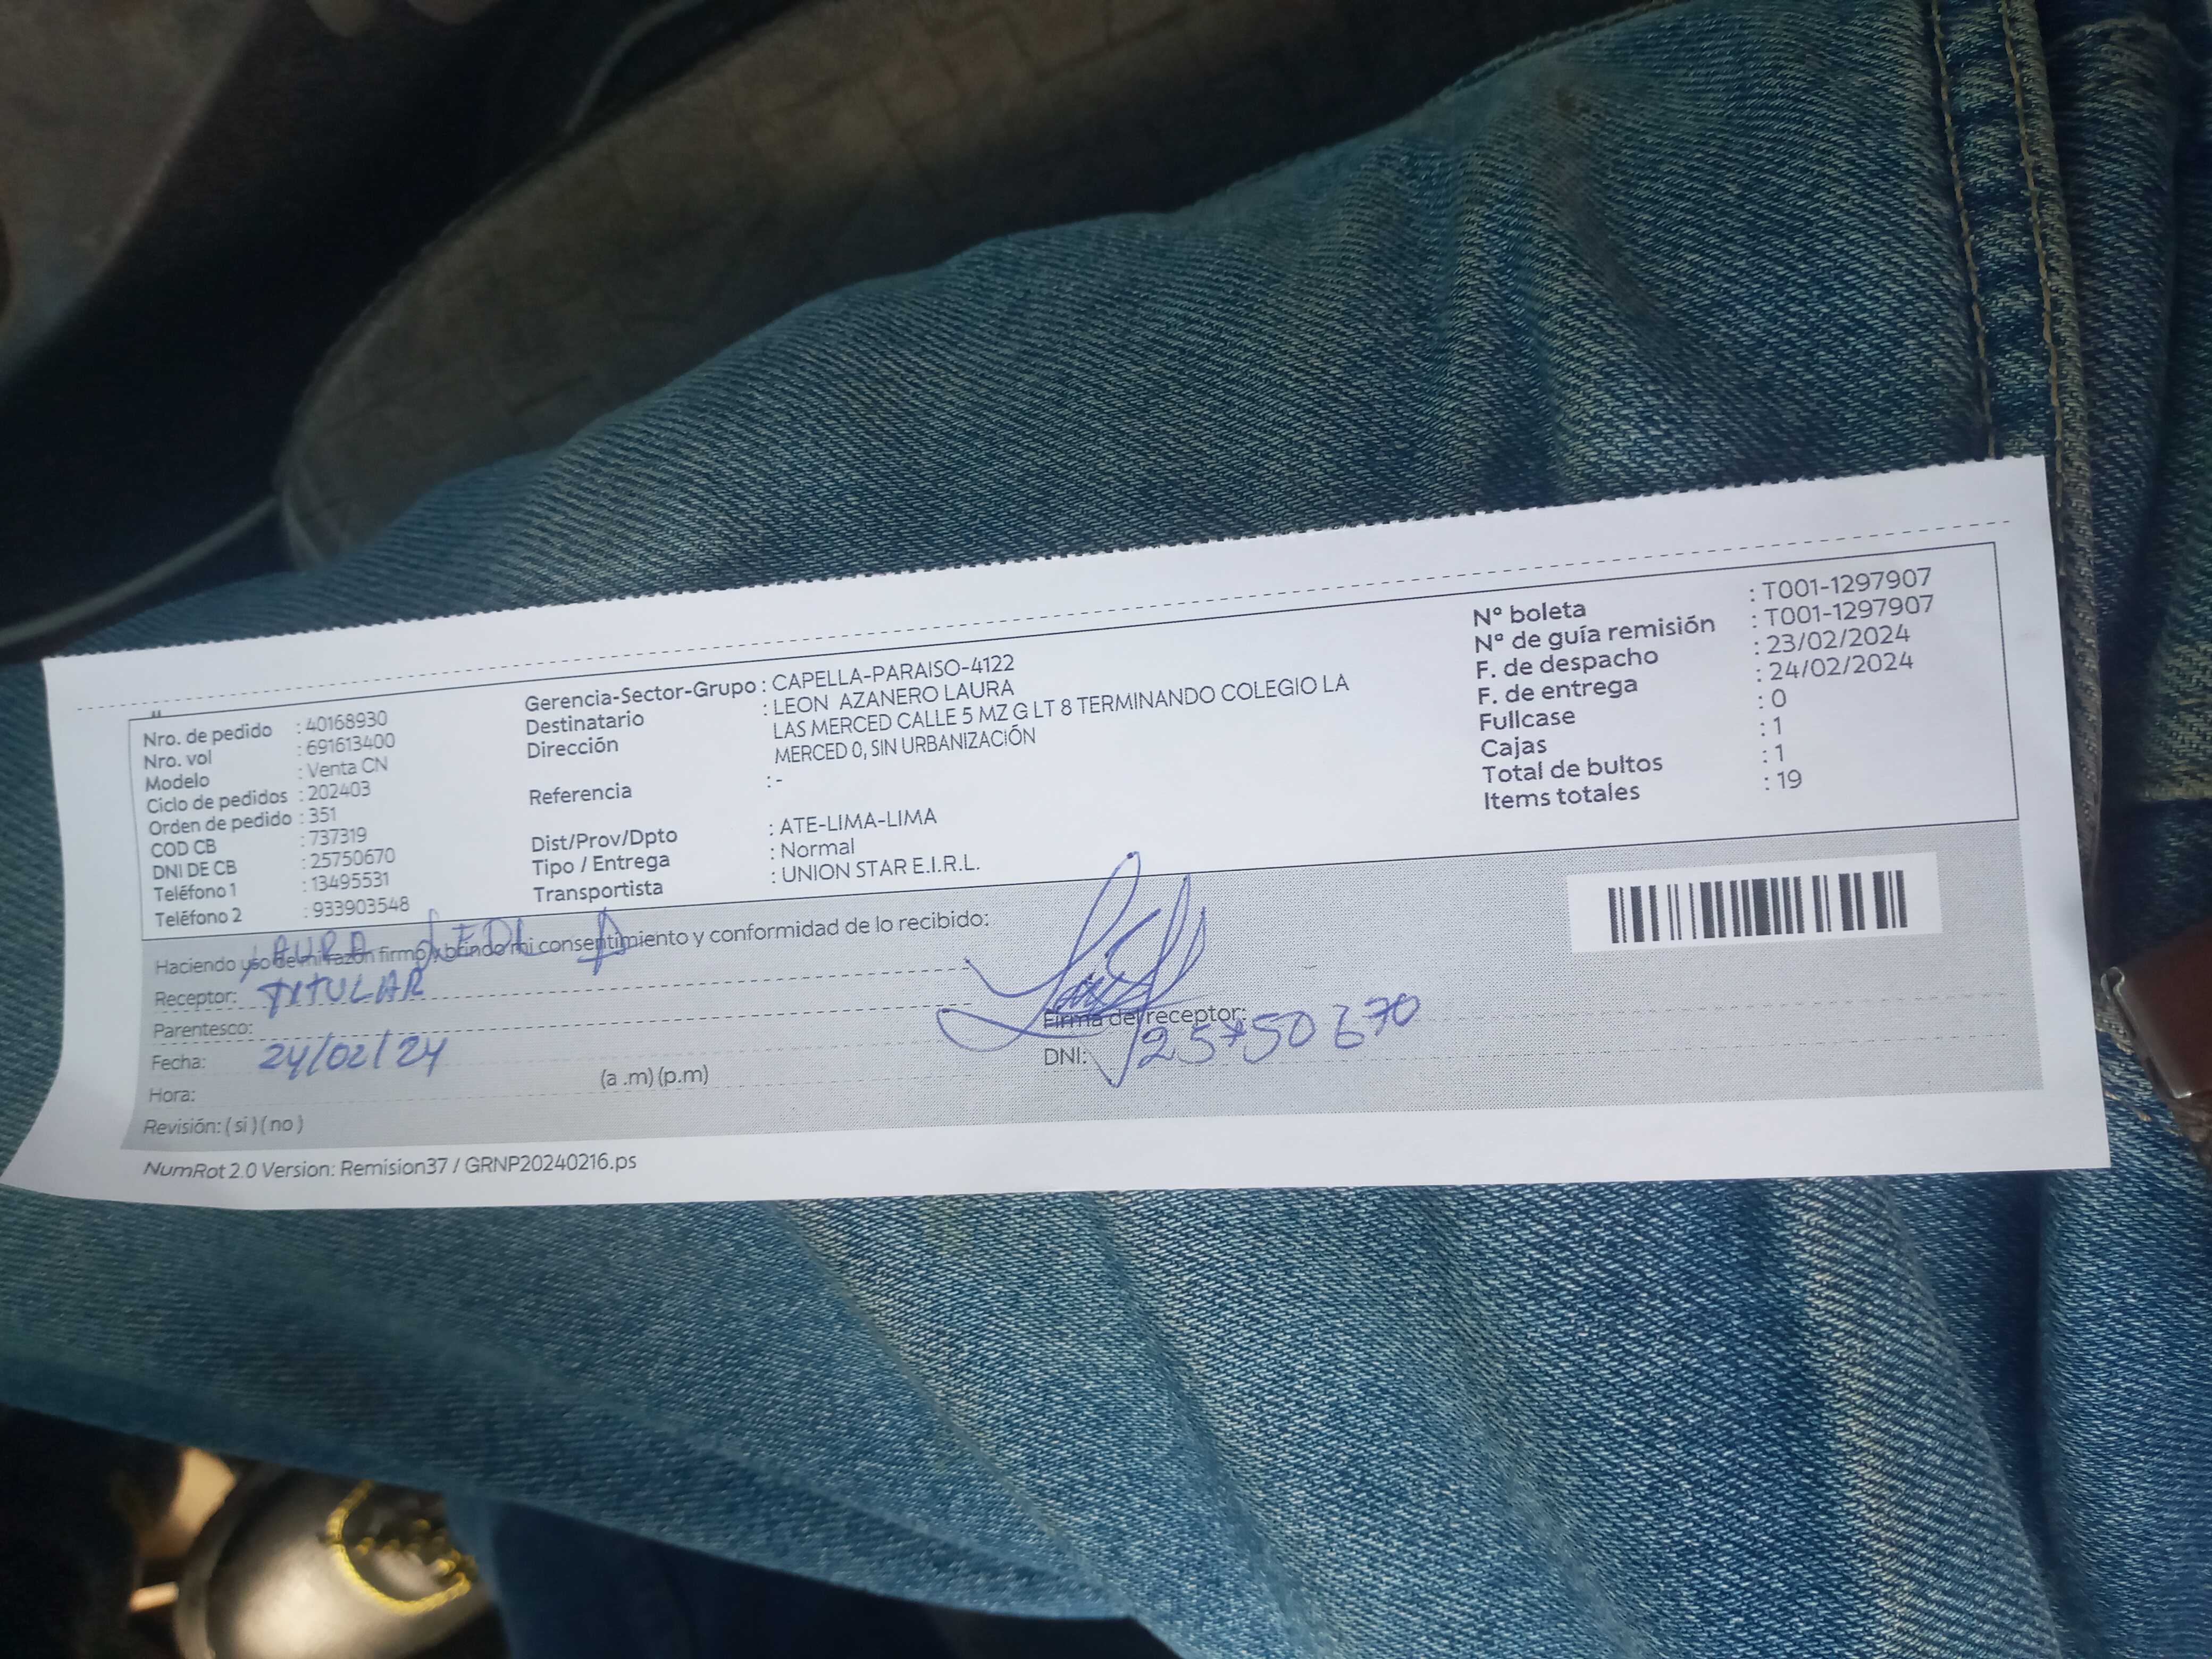 Nro. de pedido : 40168930
Nro. vol : 691613400
Modelo : Venta CN
Ciclo de pedidos : 202403
Orden de pedido : 351
COD CB : 737319
DNI DE CB : 25750670
Teléfono 1 : 13495531
Teléfono 2 : 933903548
Gerencia-Sector-Grupo : CAPELLA-PARAISO-4122
Destinatario : LEON AZANERO LAURA
Dirección LAS MERCED CALLE 5 MZ G LT 8 TERMINANDO COLEGIO LA
MERCED 0, SIN URBANIZACIÓN
Referencia : -
Dist/Prov/Dpto : ATE-LIMA-LIMA
Tipo / Entrega : Normal
Transportista : UNION STAR E.I.R.L.
N° boleta : T001-1297907
N° de guía remisión : T001-1297907
F. de despacho : 23/02/2024
F. de entrega : 24/02/2024
Fullcase : 0
Cajas : 1
Total de bultos : 1
Items totales : 19
Haciendo uso de mi razón firmo y brindo mi consentimiento y conformidad de lo recibido:
LAURA LEON A
Receptor: TITULAR
Parentesco:
Fecha: 24/02/24
Hora: (a .m) (p.m)
Revisión: ( si ) ( no )
Firma del receptor:
DNI: 25750670
NumRot 2.0 Version: Remision37 / GRNP20240216.ps